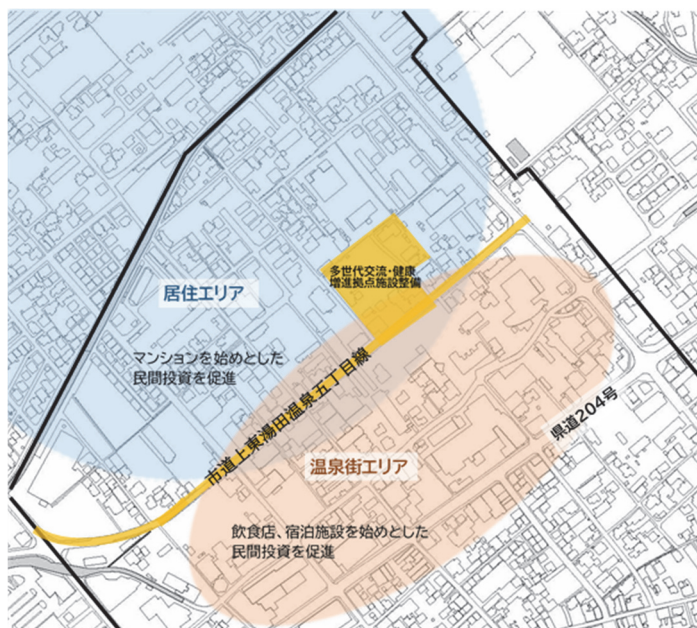 多世代交流・健康
増進拠点施設整備
居住エリア
マンションを始めとした
民間投資を促進
市道上東湯田温泉五丁目線
県道204号
温泉街エリア
飲食店、宿泊施設を始めとした
民間投資を促進